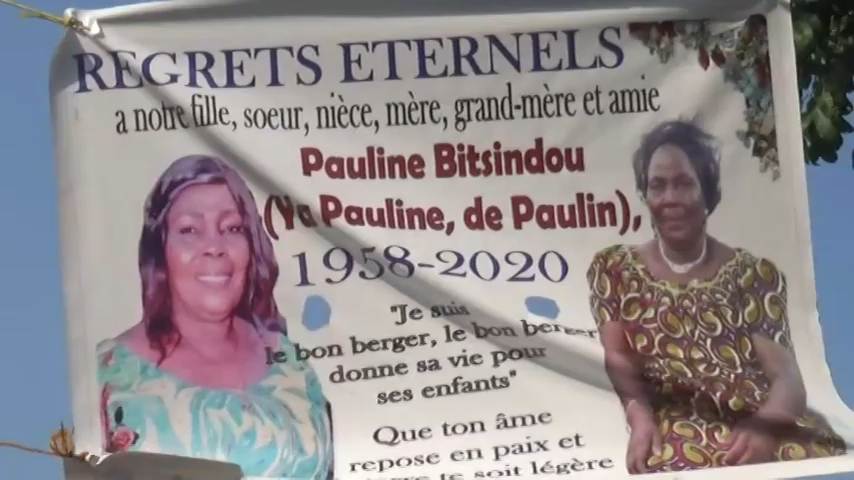 REGRETS ETERNELS
a notre fille, soeur, nièce, mère, grand-mère et amie
Pauline Bitsindou
(Ya Pauline, de Paulin),
1958-2020
"Je suis
le bon berger, le bon berger
donne sa vie pour
ses enfants"
Que ton âme
repose en paix et
te soit légère